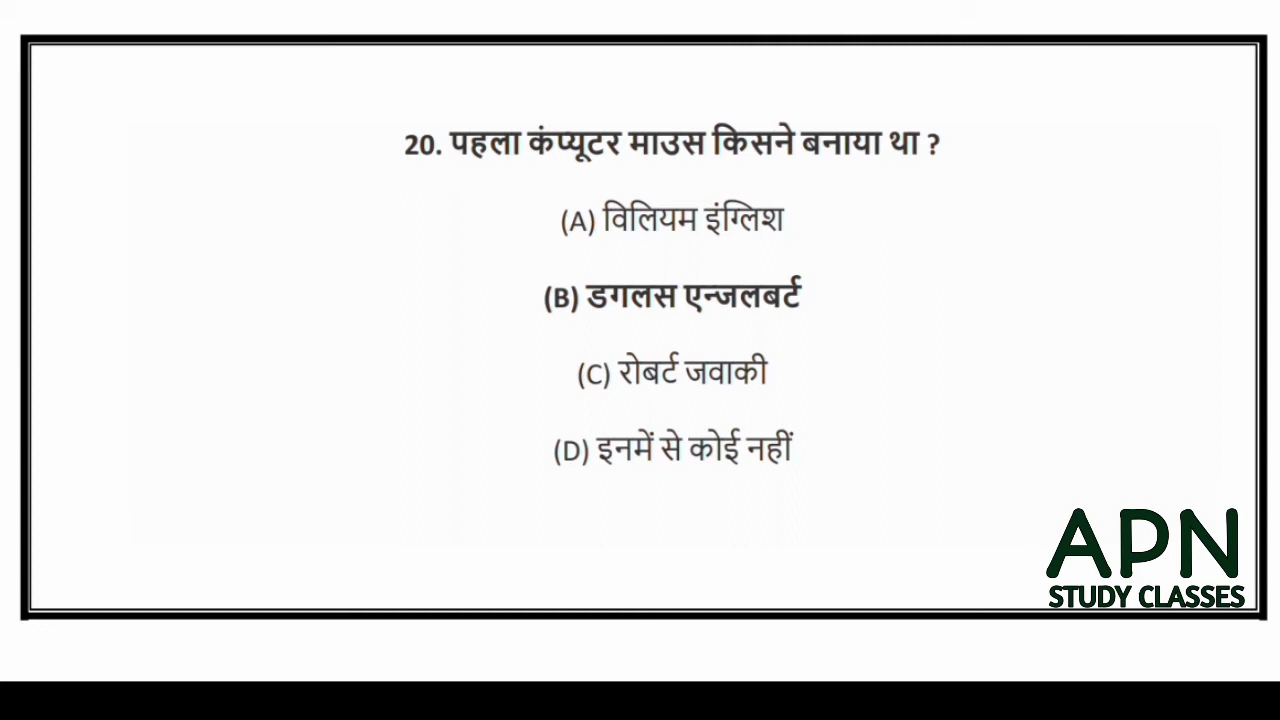 20. पहला कंप्यूटर माउस किसने बनाया था ?
(A) विलियम इंग्लिश
(B) डगलस एन्जलबर्ट
(C) रोबर्ट जवाकी
(D) इनमें से कोई नहीं
APN
STUDY CLASSES